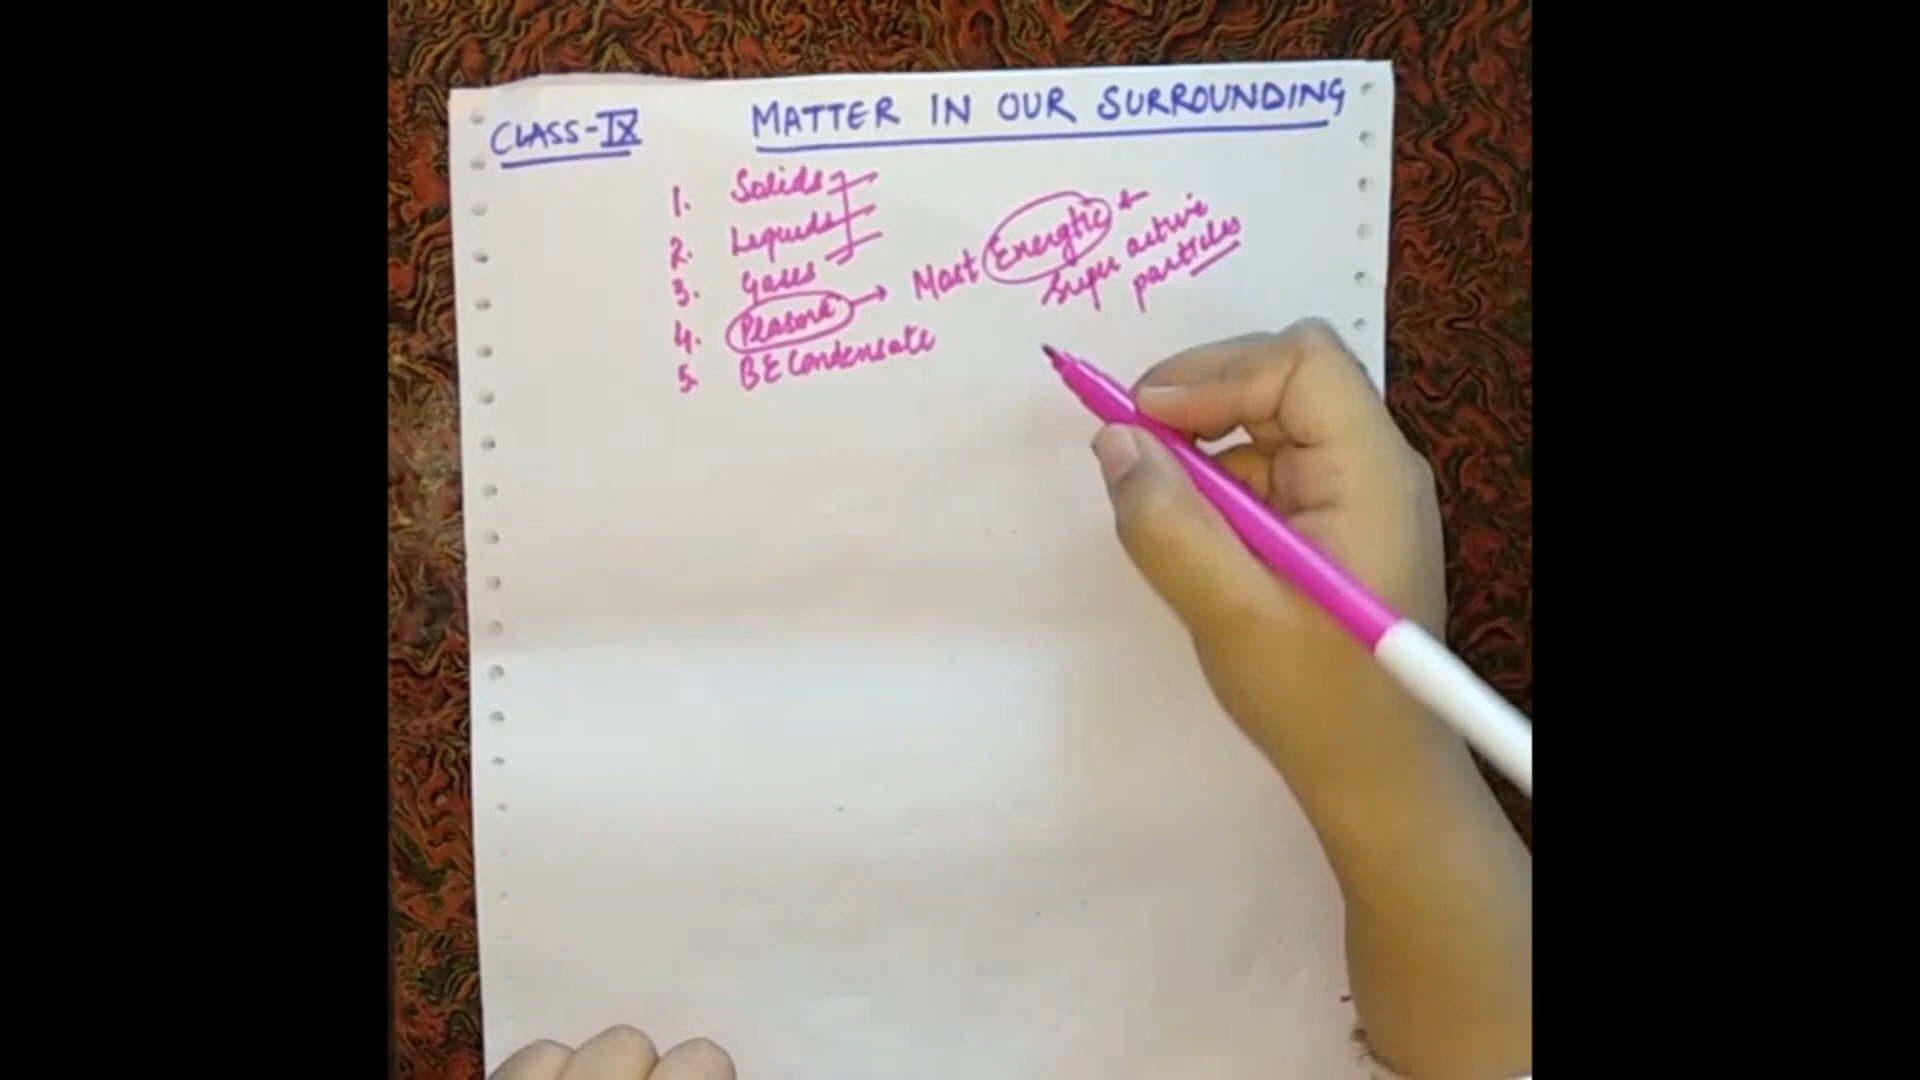 CLASS-IX
MATTER IN OUR SURROUNDING
1. Solids
2. Liquids
3. Gases
4. Plasma → Most Energtic &
super active
particles
5. BE Condensate